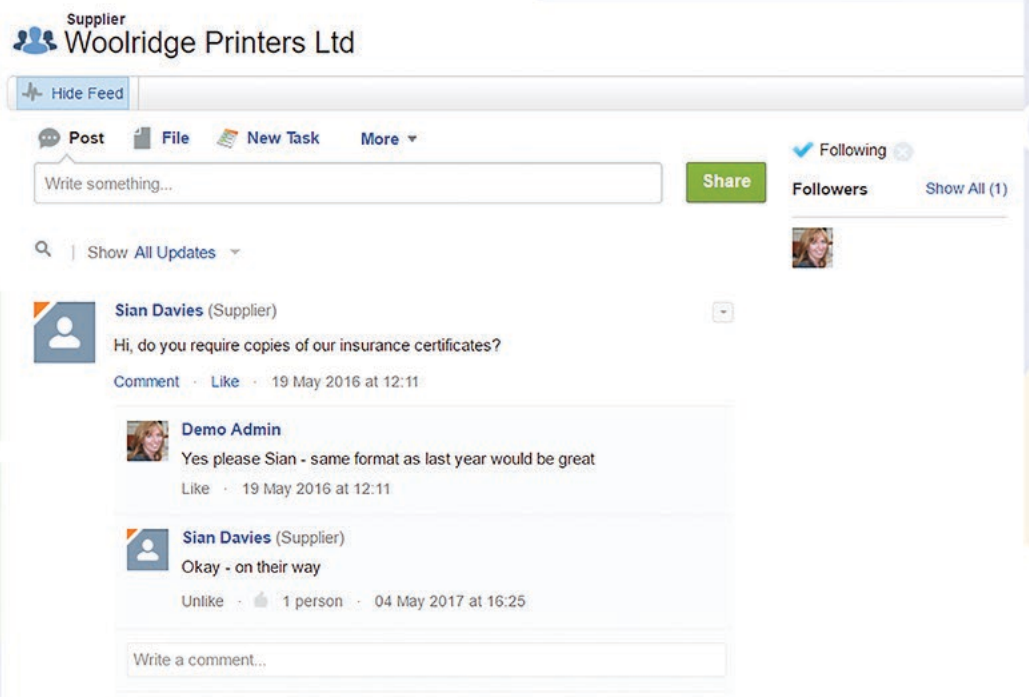 Supplier
Woolridge Printers Ltd
Hide Feed
Post File New Task More
Following
Write something...
Share
Followers Show All (1)
Show All Updates
Sian Davies (Supplier)
Hi, do you require copies of our insurance certificates?
Comment · Like · 19 May 2016 at 12:11
Demo Admin
Yes please Sian - same format as last year would be great
Like · 19 May 2016 at 12:11
Sian Davies (Supplier)
Okay - on their way
Unlike · 1 person · 04 May 2017 at 16:25
Write a comment...